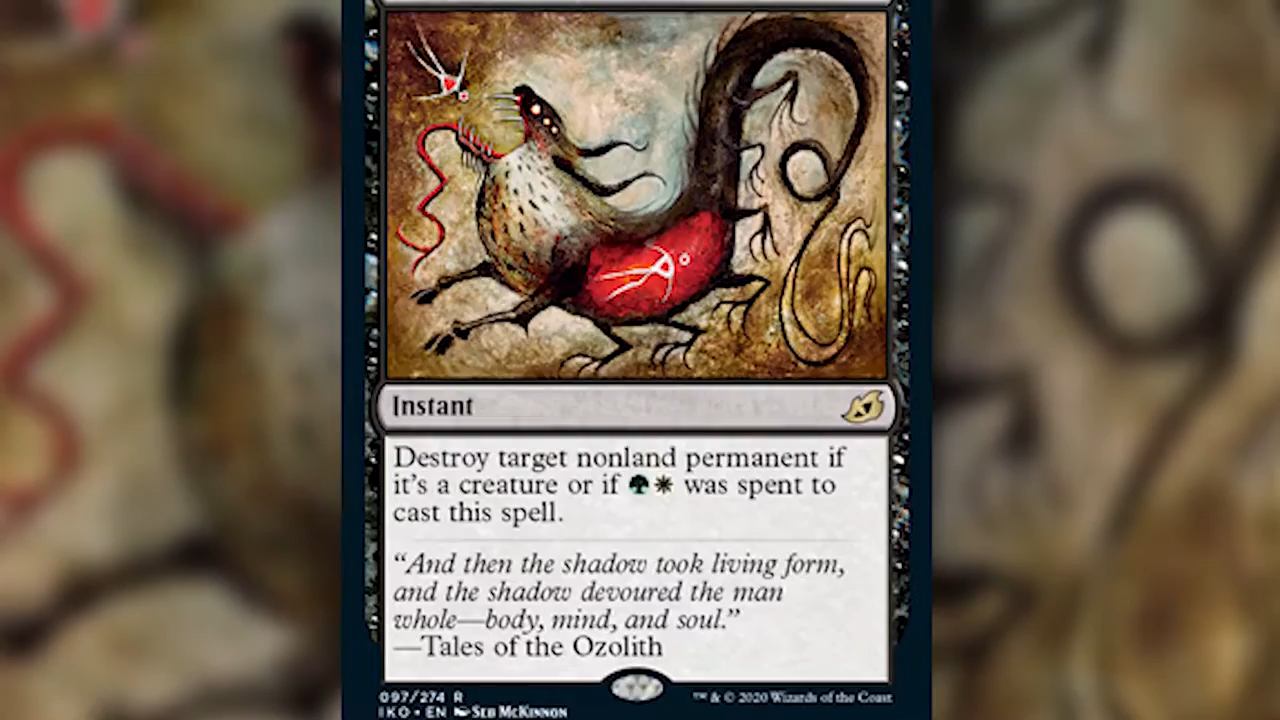 Instant
Destroy target nonland permanent if
it's a creature or if was spent to
cast this spell.
“And then the shadow took living form,
and the shadow devoured the man
whole—body, mind, and soul.”
—Tales of the Ozolith
097/274 R
IKO • EN SEB MCKINNON
™ & © 2020 Wizards of the Coast